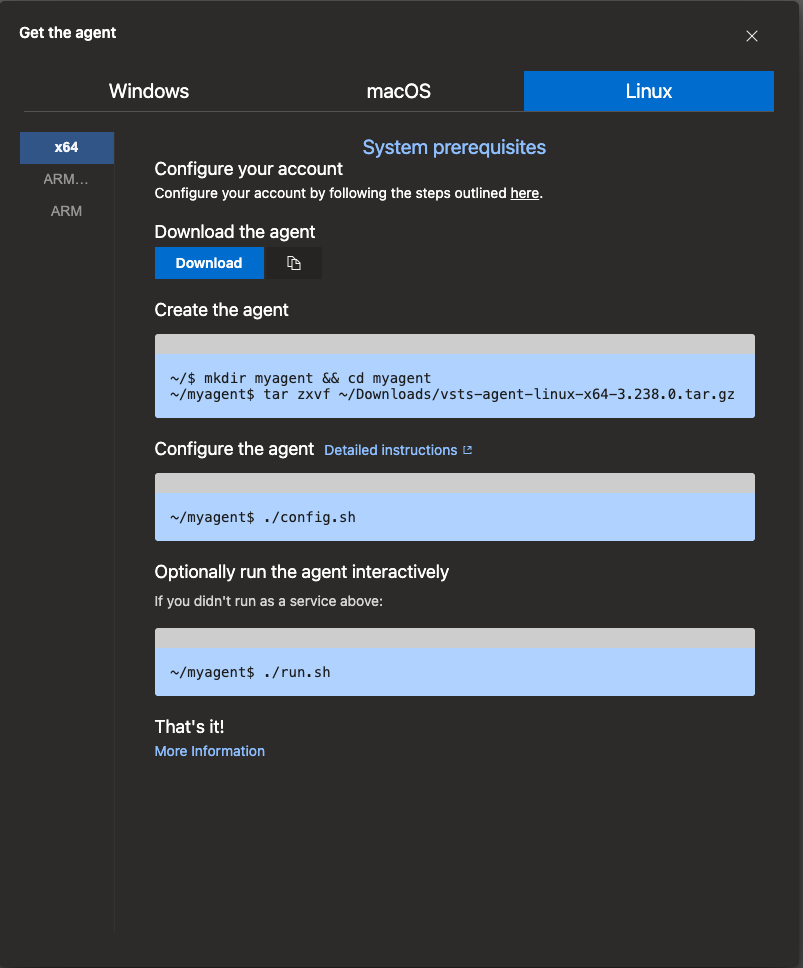 Get the agent
Windows
macOS
Linux
x64
ARM...
ARM
System prerequisites
Configure your account
Configure your account by following the steps outlined here.
Download the agent
Download
Create the agent
~/$ mkdir myagent && cd myagent
~/myagent$ tar zxvf ~/Downloads/vsts-agent-linux-x64-3.238.0.tar.gz
Configure the agent Detailed instructions
~/myagent$ ./config.sh
Optionally run the agent interactively
If you didn't run as a service above:
~/myagent$ ./run.sh
That's it!
More Information